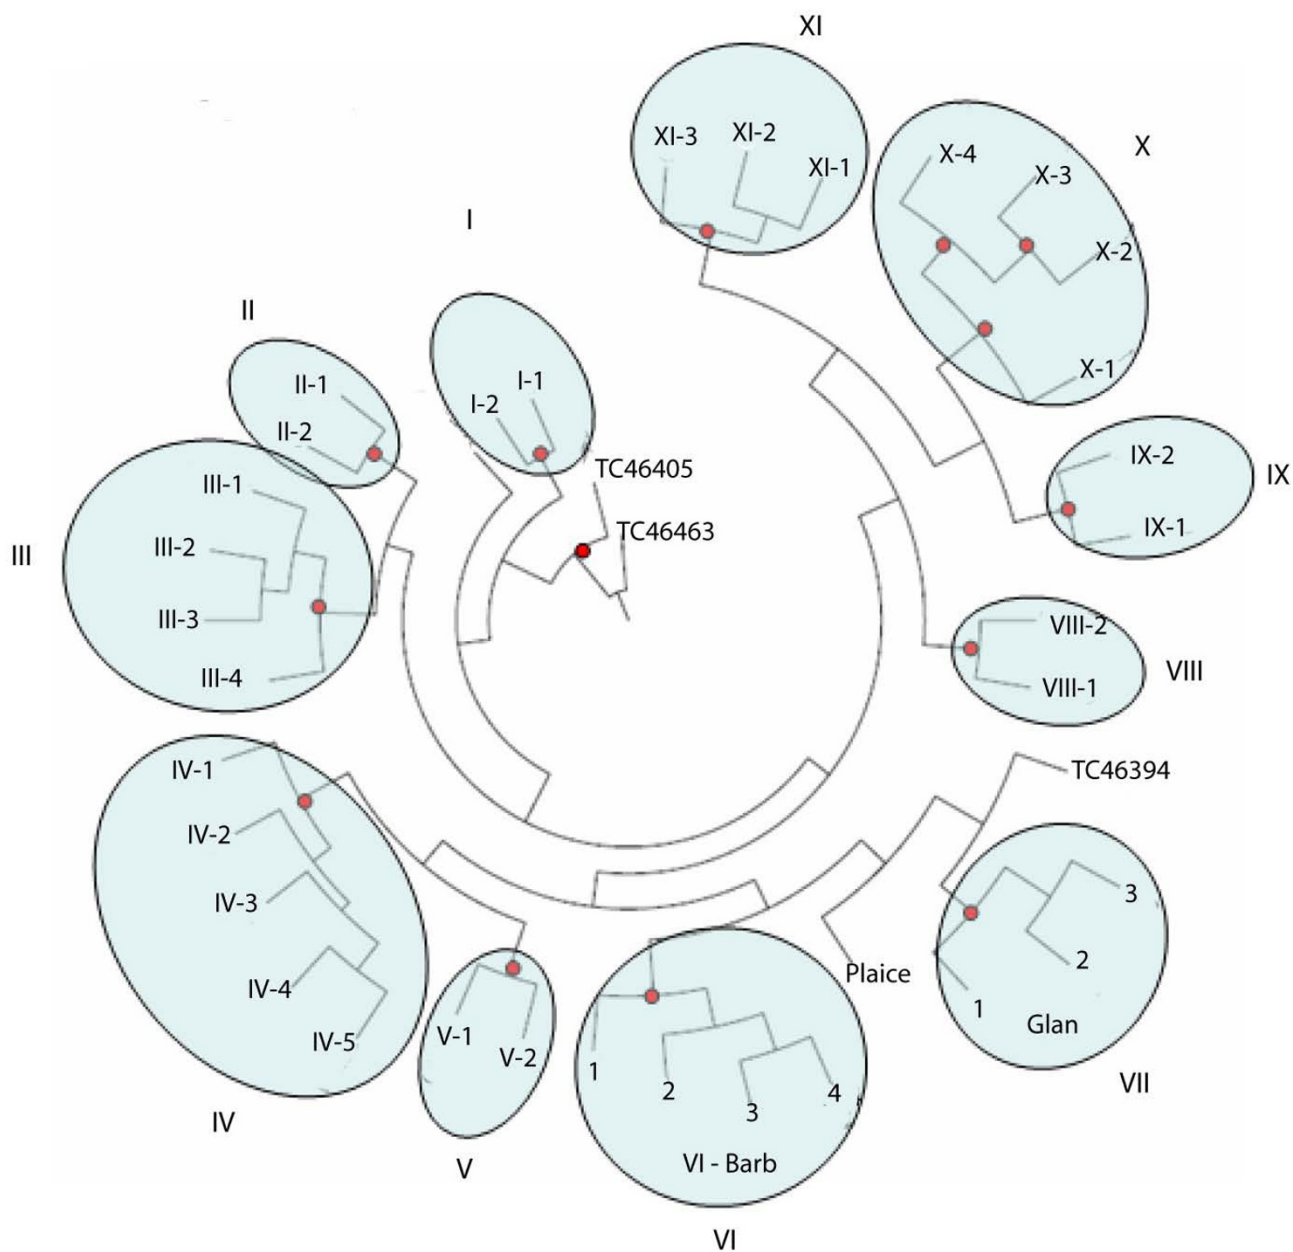 XI
XI-3
XI-2
XI-1
X
X-4
X-3
X-2
X-1
I
I-1
I-2
II
II-1
II-2
TC46405
TC46463
IX
IX-2
IX-1
III
III-1
III-2
III-3
III-4
VIII
VIII-2
VIII-1
IV-1
IV-2
IV-3
IV-4
IV-5
IV
TC46394
3
2
1
Glan
VII
Plaice
V-1
V-2
V
1
2
3
4
VI - Barb
VI